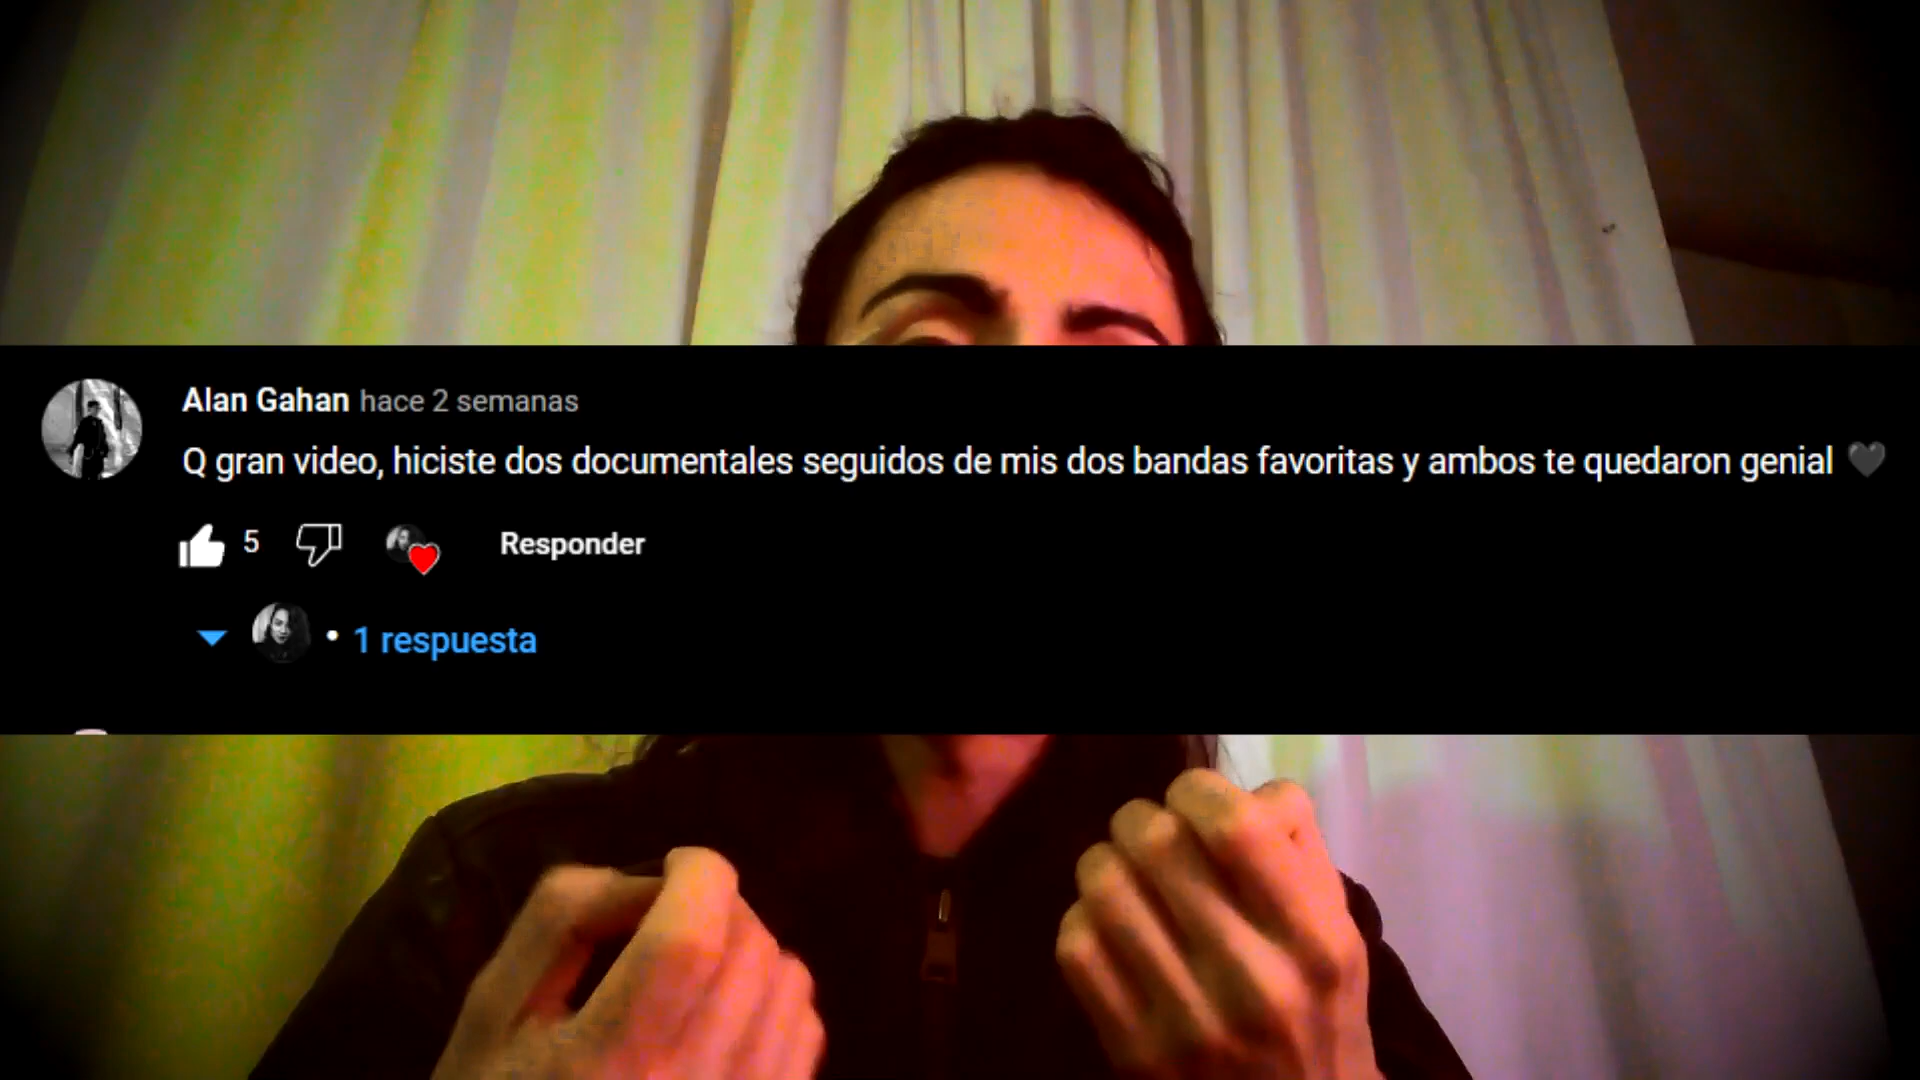 Alan Gahan hace 2 semanas
Q gran video, hiciste dos documentales seguidos de mis dos bandas favoritas y ambos te quedaron genial 🖤
5 Responder
• 1 respuesta